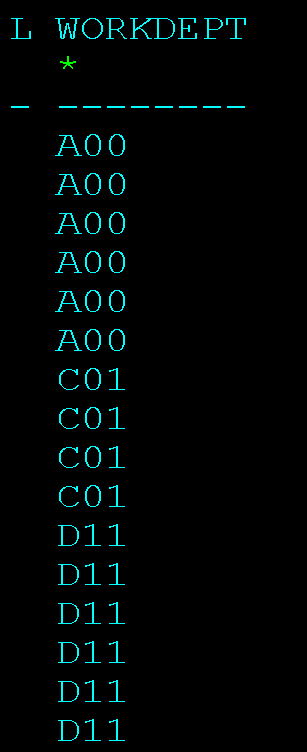 L WORKDEPT
*
- --------
A00
A00
A00
A00
A00
A00
C01
C01
C01
C01
D11
D11
D11
D11
D11
D11